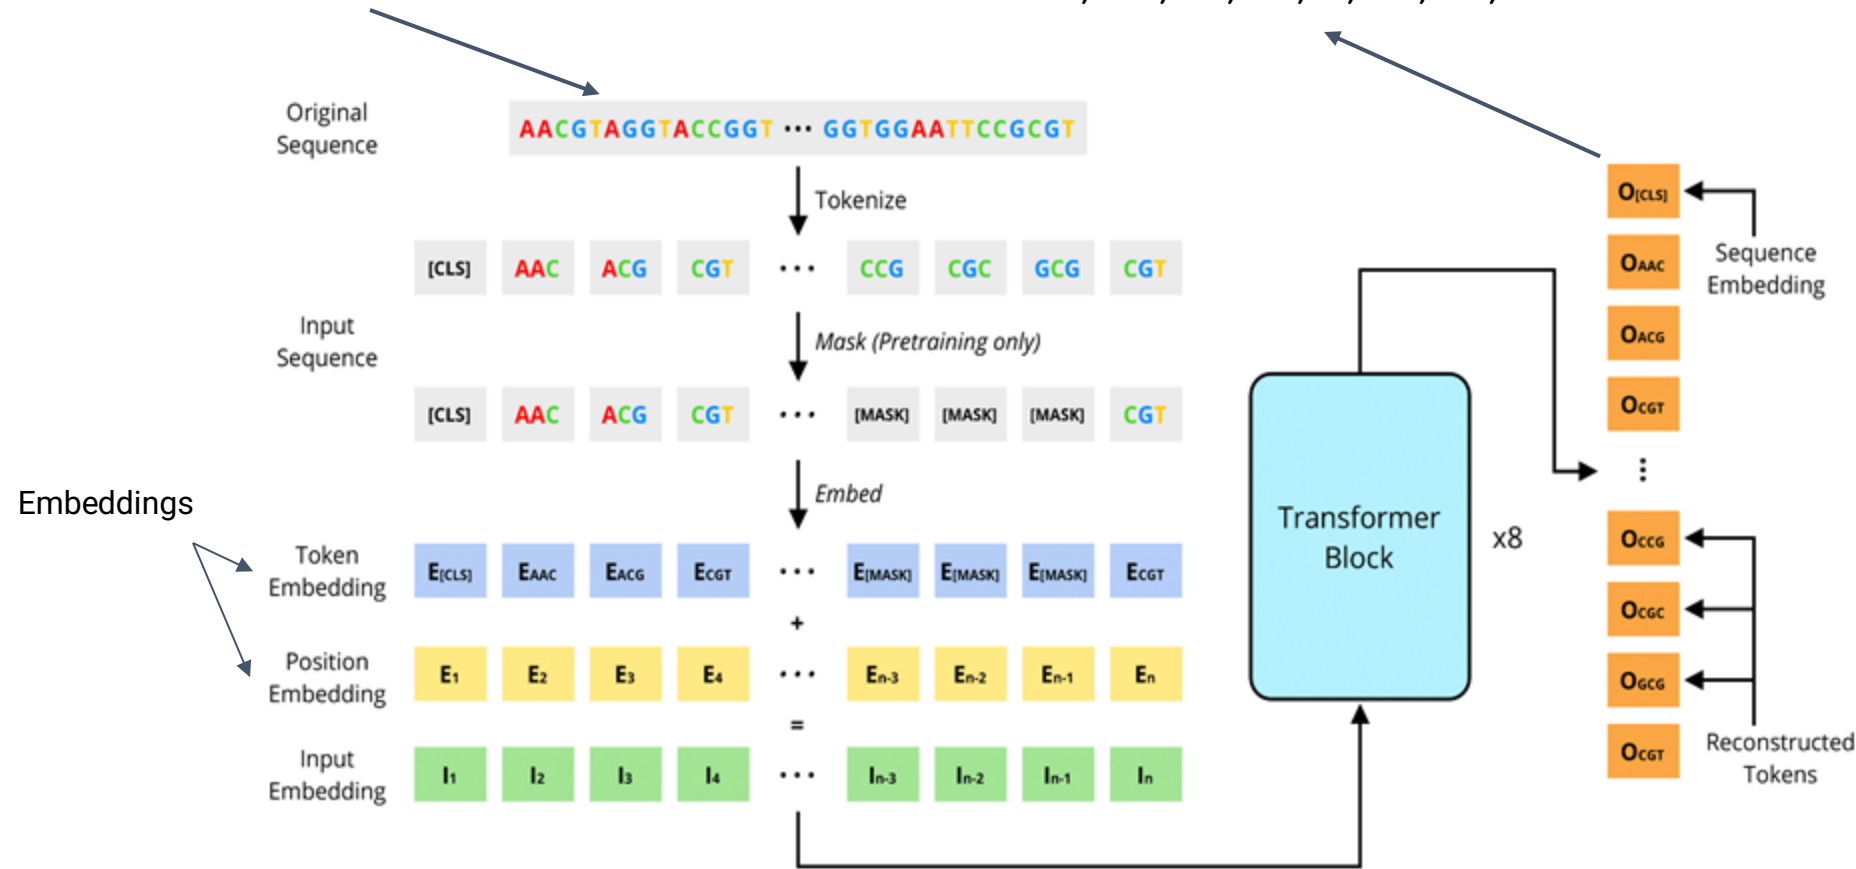 Original
Sequence
AACGTAGGTACCGGT ••• GGTGGAATTCCGCGT
Tokenize
[CLS] AAC ACG CGT ... CCG CGC GCG CGT
Input
Sequence
Mask (Pretraining only)
[CLS] AAC ACG CGT ... [MASK] [MASK] [MASK] CGT
Embed
Embeddings
Token
Embedding
E[CLS] EAAC EACG ECGT ... E[MASK] E[MASK] E[MASK] ECGT
+
Position
Embedding
E1 E2 E3 E4 ... En-3 En-2 En-1 En
=
Input
Embedding
I1 I2 I3 I4 ... In-3 In-2 In-1 In
Transformer
Block
x8
O[CLS]
OAAC
OACG
OCGT
⋮
OCCG
OCGC
OGCG
OCGT
Sequence
Embedding
Reconstructed
Tokens